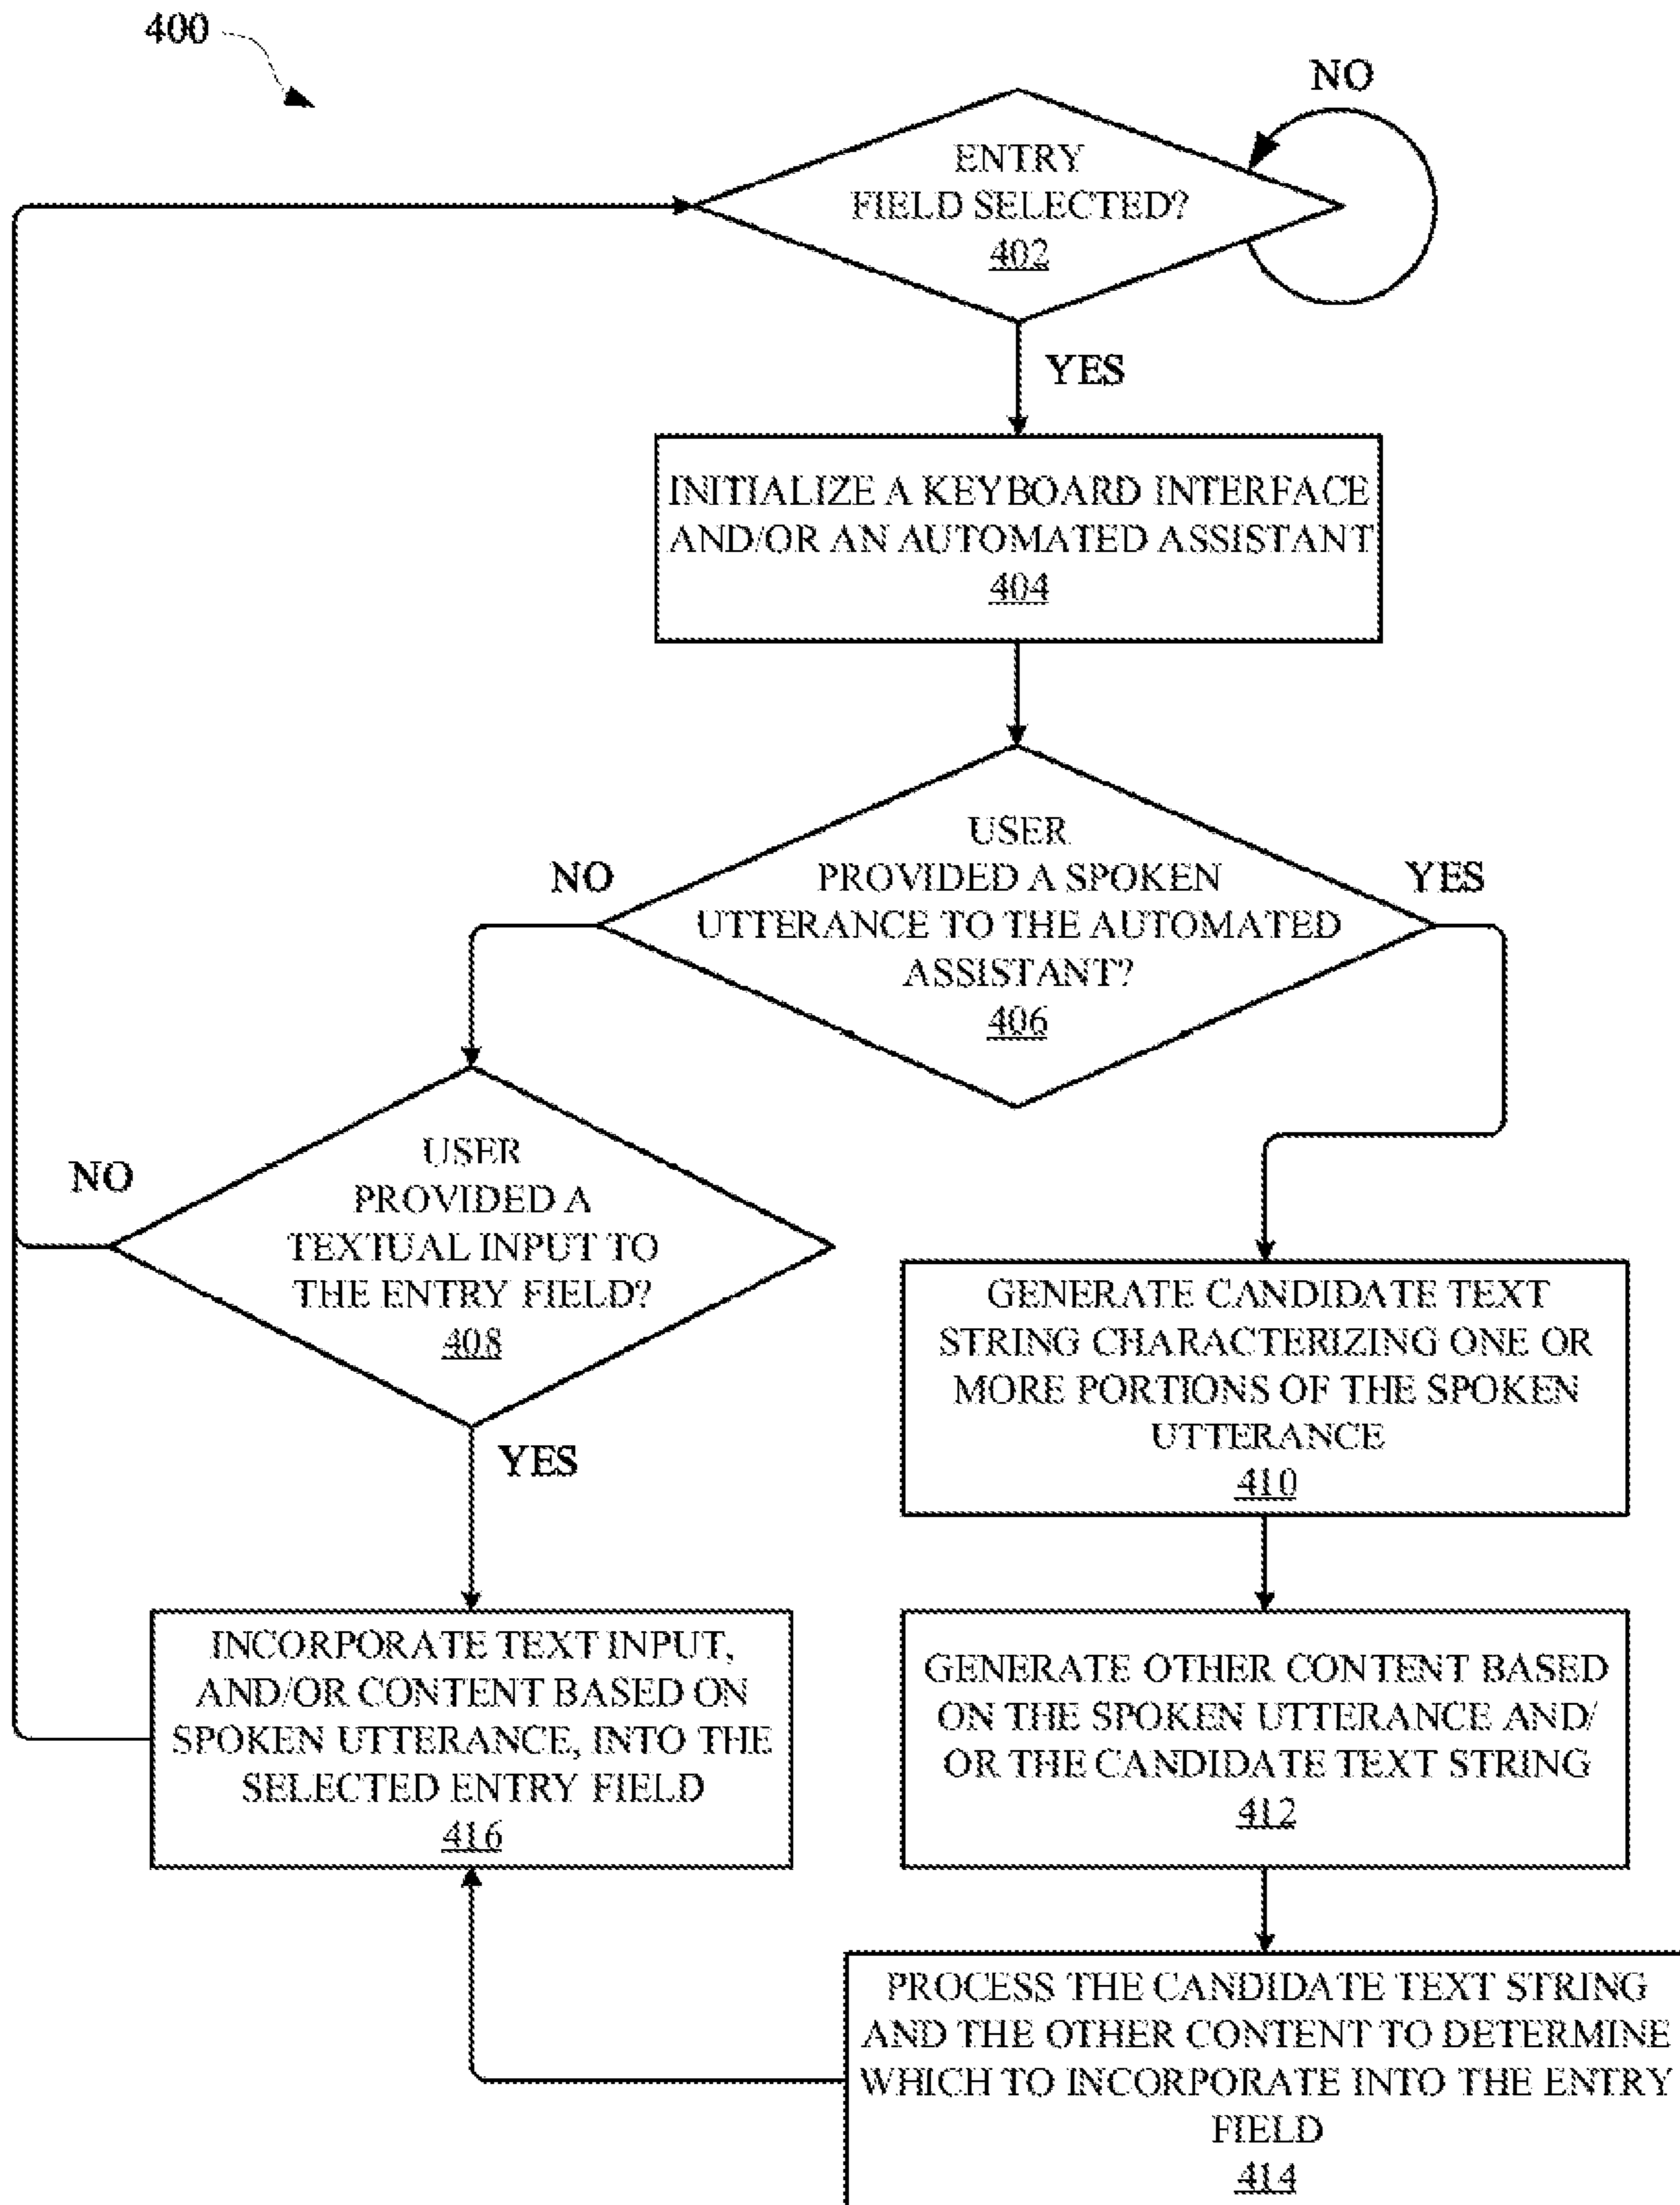 400
NO
ENTRY
FIELD SELECTED?
402
YES
INITIALIZE A KEYBOARD INTERFACE
AND/OR AN AUTOMATED ASSISTANT
404
USER
PROVIDED A SPOKEN
UTTERANCE TO THE AUTOMATED
ASSISTANT?
406
NO
YES
USER
PROVIDED A
TEXTUAL INPUT TO
THE ENTRY FIELD?
408
NO
YES
GENERATE CANDIDATE TEXT
STRING CHARACTERIZING ONE OR
MORE PORTIONS OF THE SPOKEN
UTTERANCE
410
INCORPORATE TEXT INPUT,
AND/OR CONTENT BASED ON
SPOKEN UTTERANCE, INTO THE
SELECTED ENTRY FIELD
416
GENERATE OTHER CONTENT BASED
ON THE SPOKEN UTTERANCE AND/
OR THE CANDIDATE TEXT STRING
412
PROCESS THE CANDIDATE TEXT STRING
AND THE OTHER CONTENT TO DETERMINE
WHICH TO INCORPORATE INTO THE ENTRY
FIELD
414